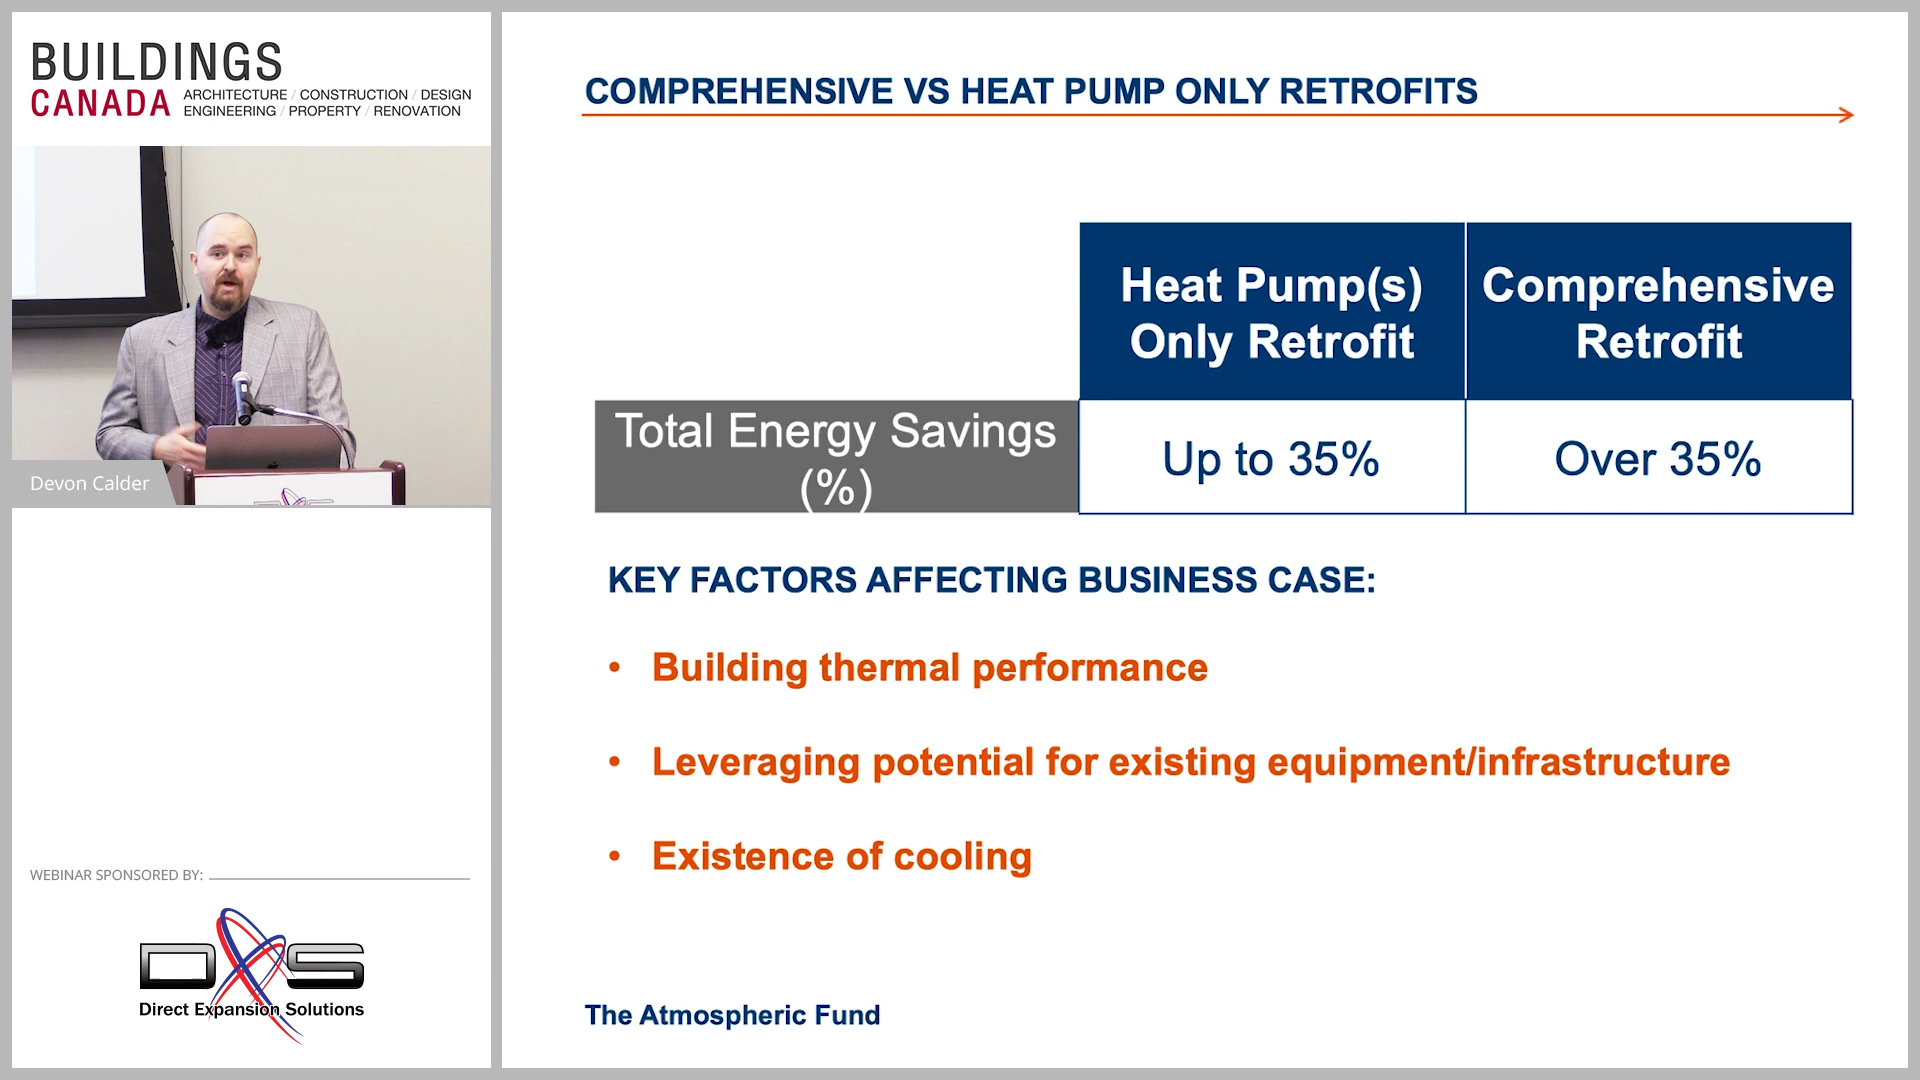 BUILDINGS
CANADA
ARCHITECTURE / CONSTRUCTION / DESIGN
ENGINEERING / PROPERTY / RENOVATION
Devon Calder
WEBINAR SPONSORED BY:
DXS
Direct Expansion Solutions
COMPREHENSIVE VS HEAT PUMP ONLY RETROFITS
Heat Pump(s)
Only Retrofit
Comprehensive
Retrofit
Total Energy Savings
(%)
Up to 35%
Over 35%
KEY FACTORS AFFECTING BUSINESS CASE:
• Building thermal performance
• Leveraging potential for existing equipment/infrastructure
• Existence of cooling
The Atmospheric Fund